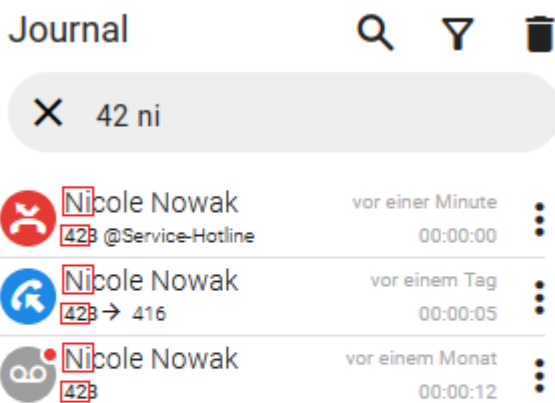 Journal
42 ni
Nicole Nowak vor einer Minute
423 @Service-Hotline 00:00:00
Nicole Nowak vor einem Tag
423 → 416 00:00:05
Nicole Nowak vor einem Monat
423 00:00:12